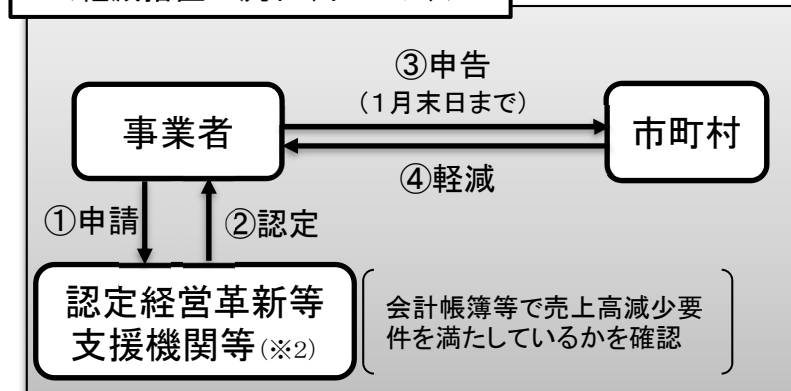 ③申告
(1月末日まで)
事業者
市町村
④軽減
①申請
②認定
認定経営革新等
支援機関等(※2)
会計帳簿等で売上高減少要
件を満たしているかを確認